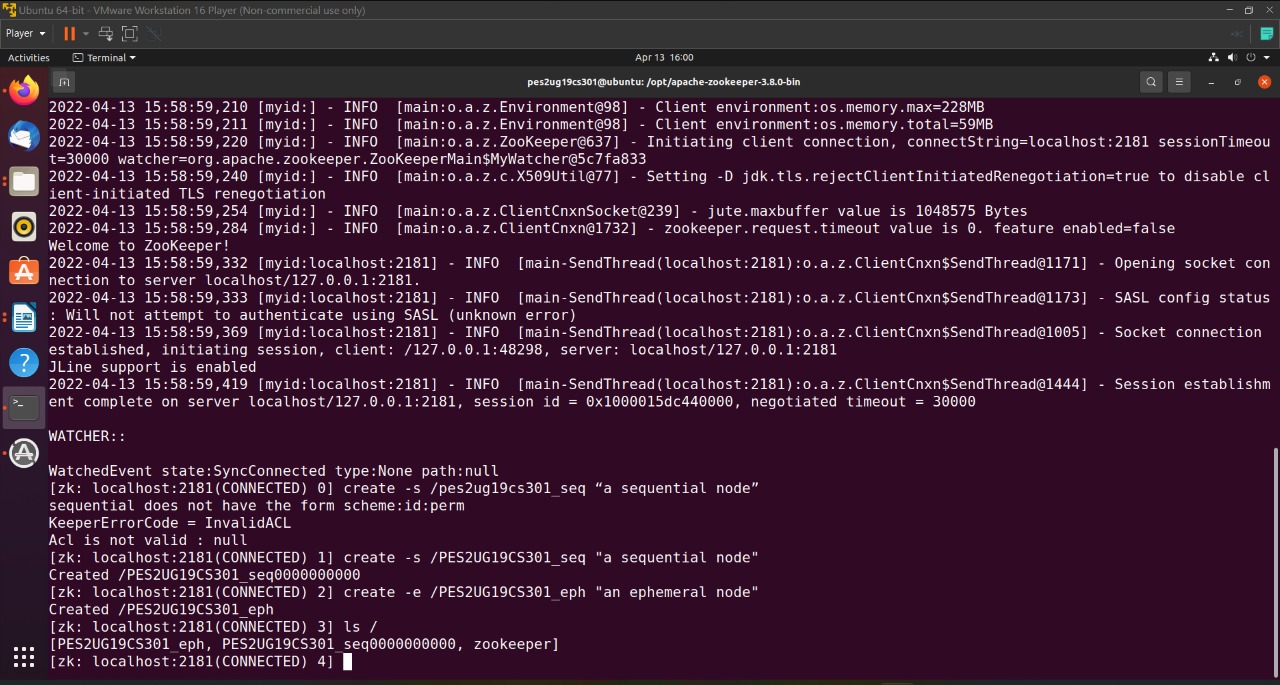 Ubuntu 64-bit - VMware Workstation 16 Player (Non-commercial use only)
Player
Activities
Terminal
Apr 13 16:00
pes2ug19cs301@ubuntu: /opt/apache-zookeeper-3.8.0-bin
2022-04-13 15:58:59,210 [myid:] - INFO  [main:o.a.z.Environment@98] - Client environment:os.memory.max=228MB
2022-04-13 15:58:59,211 [myid:] - INFO  [main:o.a.z.Environment@98] - Client environment:os.memory.total=59MB
2022-04-13 15:58:59,220 [myid:] - INFO  [main:o.a.z.ZooKeeper@637] - Initiating client connection, connectString=localhost:2181 sessionTimeou
t=30000 watcher=org.apache.zookeeper.ZooKeeperMain$MyWatcher@5c7fa833
2022-04-13 15:58:59,240 [myid:] - INFO  [main:o.a.z.c.X509Util@77] - Setting -D jdk.tls.rejectClientInitiatedRenegotiation=true to disable cl
ient-initiated TLS renegotiation
2022-04-13 15:58:59,254 [myid:] - INFO  [main:o.a.z.ClientCnxnSocket@239] - jute.maxbuffer value is 1048575 Bytes
2022-04-13 15:58:59,284 [myid:] - INFO  [main:o.a.z.ClientCnxn@1732] - zookeeper.request.timeout value is 0. feature enabled=false
Welcome to ZooKeeper!
2022-04-13 15:58:59,332 [myid:localhost:2181] - INFO  [main-SendThread(localhost:2181):o.a.z.ClientCnxn$SendThread@1171] - Opening socket con
nection to server localhost/127.0.0.1:2181.
2022-04-13 15:58:59,333 [myid:localhost:2181] - INFO  [main-SendThread(localhost:2181):o.a.z.ClientCnxn$SendThread@1173] - SASL config status
: Will not attempt to authenticate using SASL (unknown error)
2022-04-13 15:58:59,369 [myid:localhost:2181] - INFO  [main-SendThread(localhost:2181):o.a.z.ClientCnxn$SendThread@1005] - Socket connection
established, initiating session, client: /127.0.0.1:48298, server: localhost/127.0.0.1:2181
JLine support is enabled
2022-04-13 15:58:59,419 [myid:localhost:2181] - INFO  [main-SendThread(localhost:2181):o.a.z.ClientCnxn$SendThread@1444] - Session establishm
ent complete on server localhost/127.0.0.1:2181, session id = 0x1000015dc440000, negotiated timeout = 30000
WATCHER::
WatchedEvent state:SyncConnected type:None path:null
[zk: localhost:2181(CONNECTED) 0] create -s /pes2ug19cs301_seq “a sequential node”
sequential does not have the form scheme:id:perm
KeeperErrorCode = InvalidACL
Acl is not valid : null
[zk: localhost:2181(CONNECTED) 1] create -s /PES2UG19CS301_seq "a sequential node"
Created /PES2UG19CS301_seq0000000000
[zk: localhost:2181(CONNECTED) 2] create -e /PES2UG19CS301_eph "an ephemeral node"
Created /PES2UG19CS301_eph
[zk: localhost:2181(CONNECTED) 3] ls /
[PES2UG19CS301_eph, PES2UG19CS301_seq0000000000, zookeeper]
[zk: localhost:2181(CONNECTED) 4]